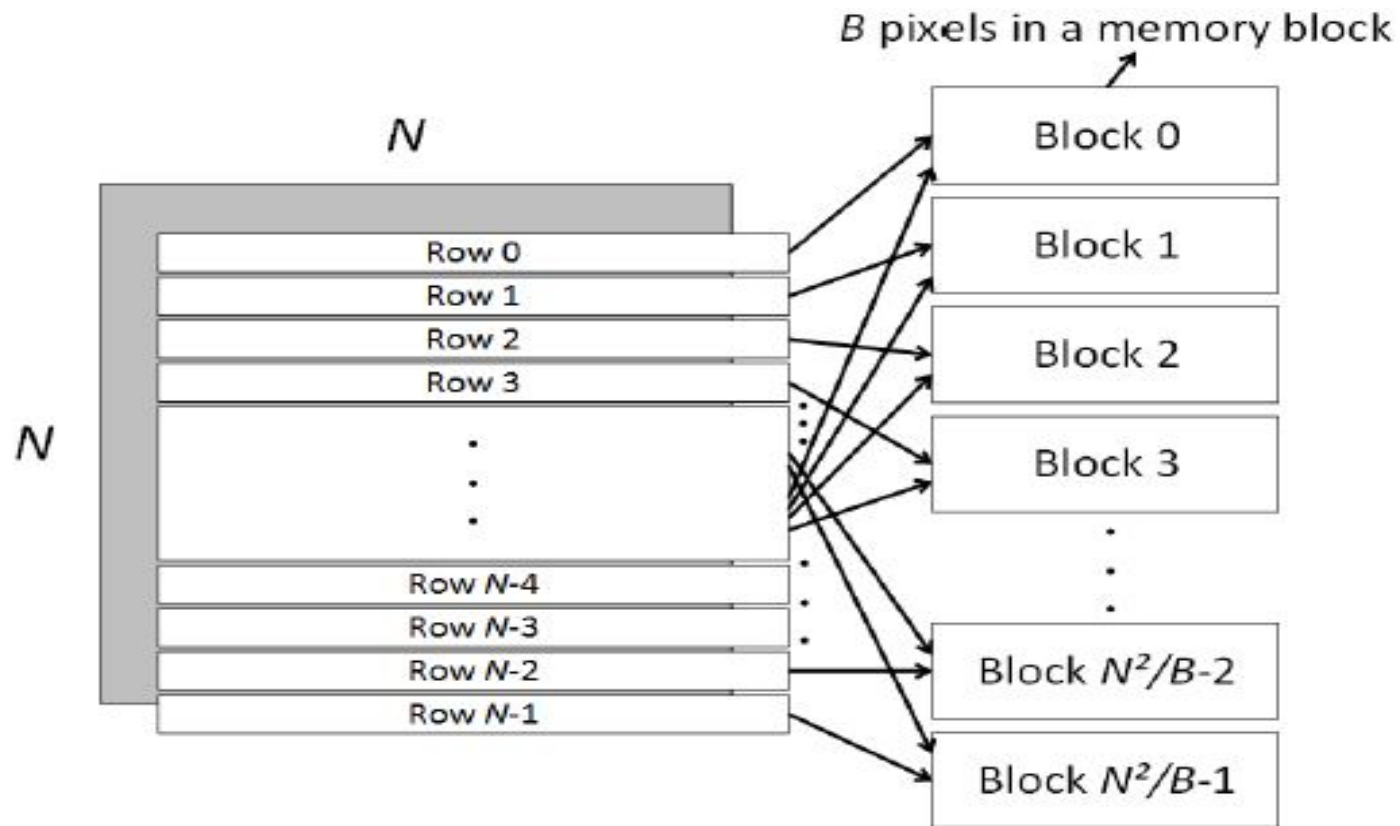 B pixels in a memory block
N
N
Row 0
Row 1
Row 2
Row 3
Row N-4
Row N-3
Row N-2
Row N-1
Block 0
Block 1
Block 2
Block 3
Block N²/B-2
Block N²/B-1